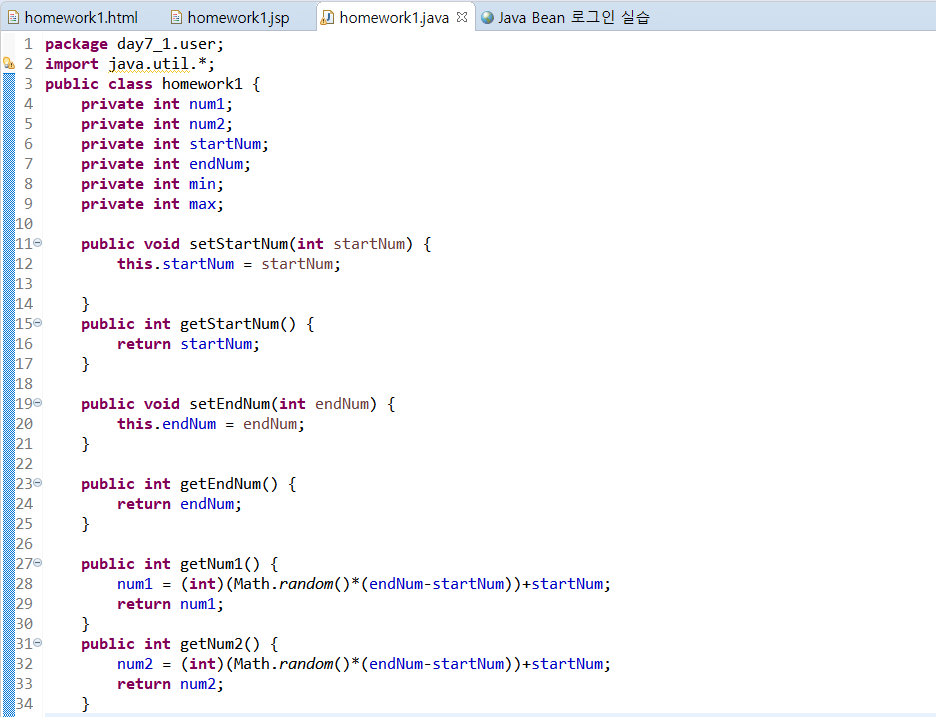 homework1.html homework1.jsp homework1.java Java Bean 로그인 실습
1 package day7_1.user;
2 import java.util.*;
3 public class homework1 {
4 private int num1;
5 private int num2;
6 private int startNum;
7 private int endNum;
8 private int min;
9 private int max;
10
11 public void setStartNum(int startNum) {
12 this.startNum = startNum;
13
14 }
15 public int getStartNum() {
16 return startNum;
17 }
18
19 public void setEndNum(int endNum) {
20 this.endNum = endNum;
21 }
22
23 public int getEndNum() {
24 return endNum;
25 }
26
27 public int getNum1() {
28 num1 = (int)(Math.random()*(endNum-startNum))+startNum;
29 return num1;
30 }
31 public int getNum2() {
32 num2 = (int)(Math.random()*(endNum-startNum))+startNum;
33 return num2;
34 }